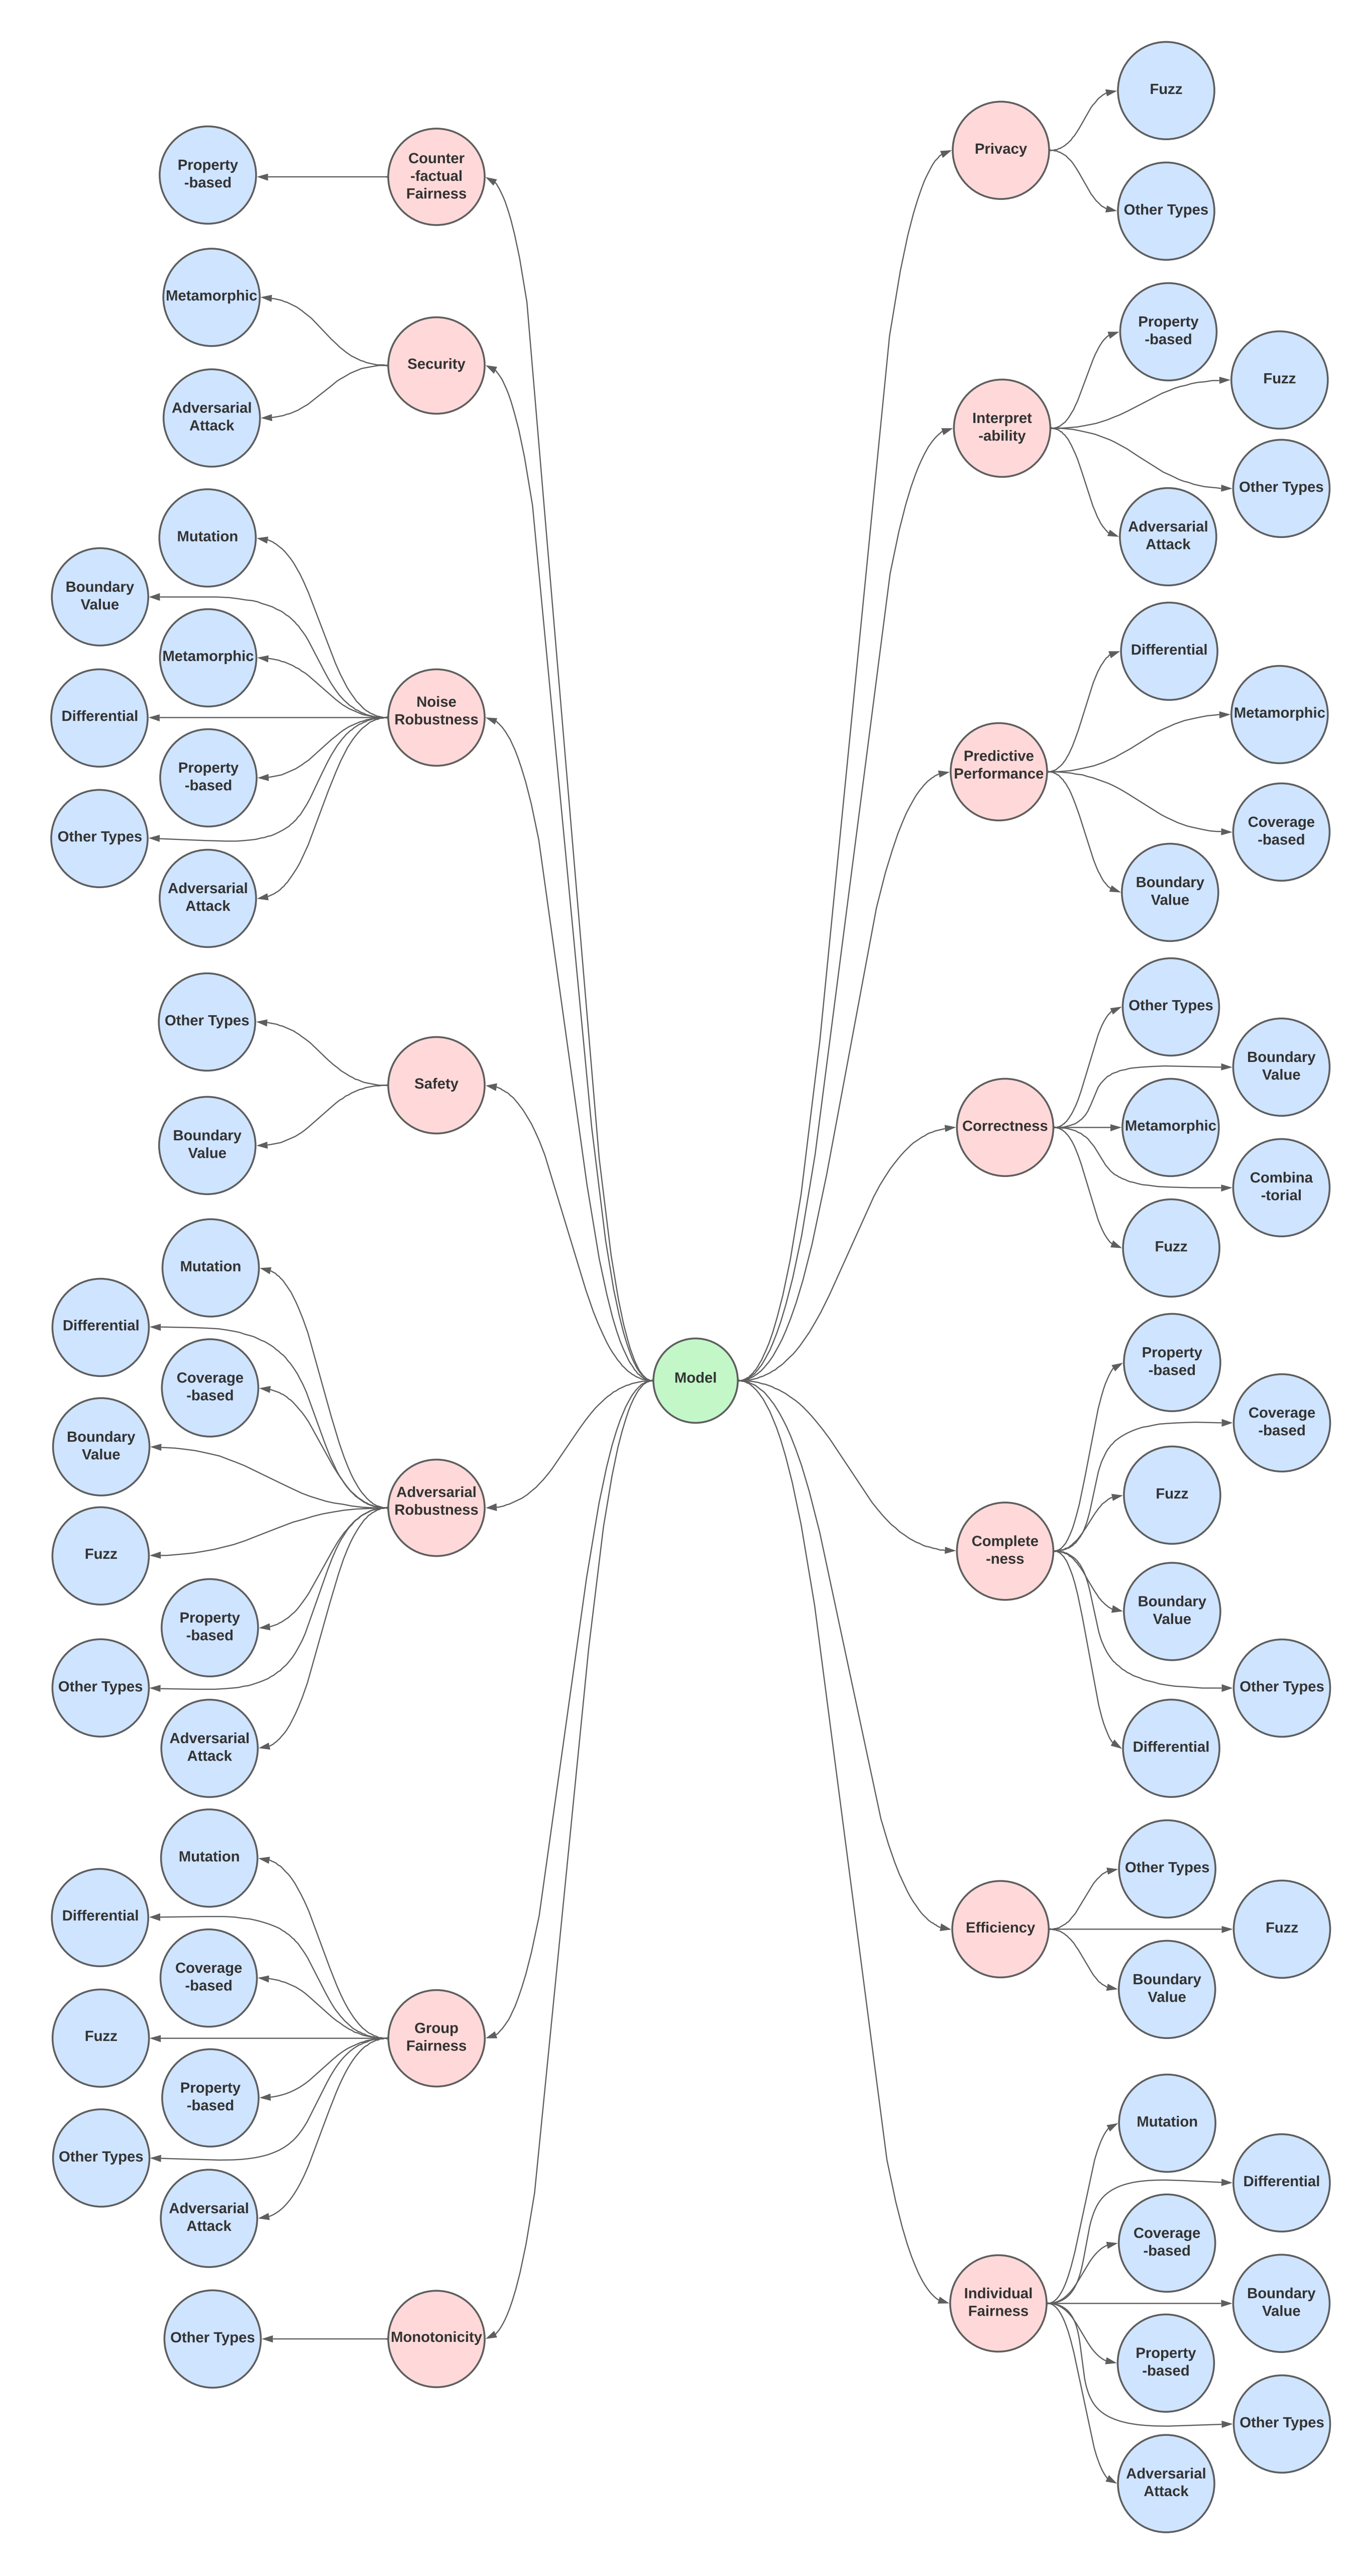 Counter
-factual
Fairness
Property
-based
Security
Metamorphic
Adversarial
Attack
Noise
Robustness
Mutation
Boundary
Value
Metamorphic
Differential
Property
-based
Other Types
Adversarial
Attack
Safety
Other Types
Boundary
Value
Adversarial
Robustness
Mutation
Differential
Coverage
-based
Boundary
Value
Fuzz
Property
-based
Other Types
Adversarial
Attack
Group
Fairness
Mutation
Differential
Coverage
-based
Fuzz
Property
-based
Other Types
Adversarial
Attack
Monotonicity
Other Types
Model
Privacy
Fuzz
Other Types
Interpret
-ability
Property
-based
Fuzz
Other Types
Adversarial
Attack
Predictive
Performance
Differential
Metamorphic
Coverage
-based
Boundary
Value
Correctness
Other Types
Boundary
Value
Metamorphic
Combina
-torial
Fuzz
Complete
-ness
Property
-based
Coverage
-based
Fuzz
Boundary
Value
Other Types
Differential
Efficiency
Other Types
Fuzz
Boundary
Value
Individual
Fairness
Mutation
Differential
Coverage
-based
Boundary
Value
Property
-based
Other Types
Adversarial
Attack